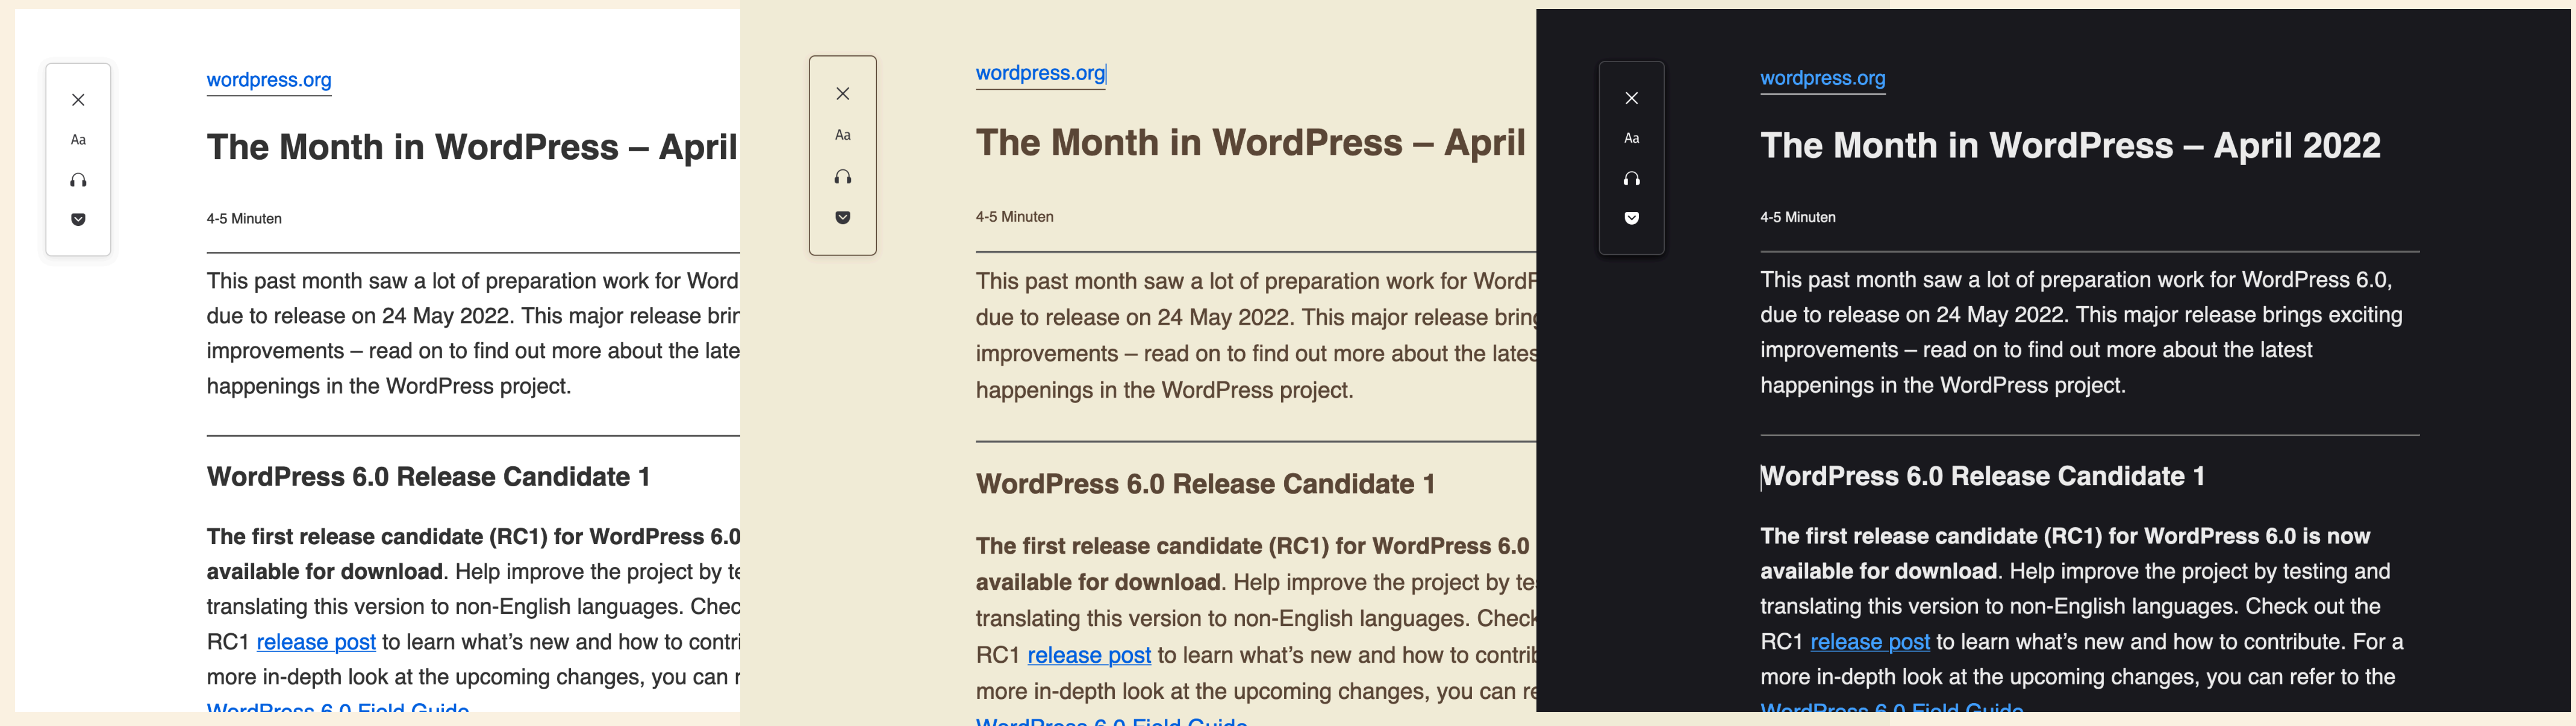 wordpress.org
Aa
The Month in WordPress – April
4-5 Minuten
This past month saw a lot of preparation work for Word
due to release on 24 May 2022. This major release brin
improvements – read on to find out more about the late
happenings in the WordPress project.
WordPress 6.0 Release Candidate 1
The first release candidate (RC1) for WordPress 6.0
available for download. Help improve the project by te
translating this version to non-English languages. Chec
RC1 release post to learn what's new and how to contri
more in-depth look at the upcoming changes, you can r
WordPress 6.0 Field Guide
wordpress.org
Aa
The Month in WordPress – April
4-5 Minuten
This past month saw a lot of preparation work for WordP
due to release on 24 May 2022. This major release bring
improvements – read on to find out more about the lates
happenings in the WordPress project.
WordPress 6.0 Release Candidate 1
The first release candidate (RC1) for WordPress 6.0
available for download. Help improve the project by tes
translating this version to non-English languages. Check
RC1 release post to learn what's new and how to contrib
more in-depth look at the upcoming changes, you can re
WordPress 6.0 Field Guide
wordpress.org
Aa
The Month in WordPress – April 2022
4-5 Minuten
This past month saw a lot of preparation work for WordPress 6.0,
due to release on 24 May 2022. This major release brings exciting
improvements – read on to find out more about the latest
happenings in the WordPress project.
WordPress 6.0 Release Candidate 1
The first release candidate (RC1) for WordPress 6.0 is now
available for download. Help improve the project by testing and
translating this version to non-English languages. Check out the
RC1 release post to learn what's new and how to contribute. For a
more in-depth look at the upcoming changes, you can refer to the
WordPress 6.0 Field Guide